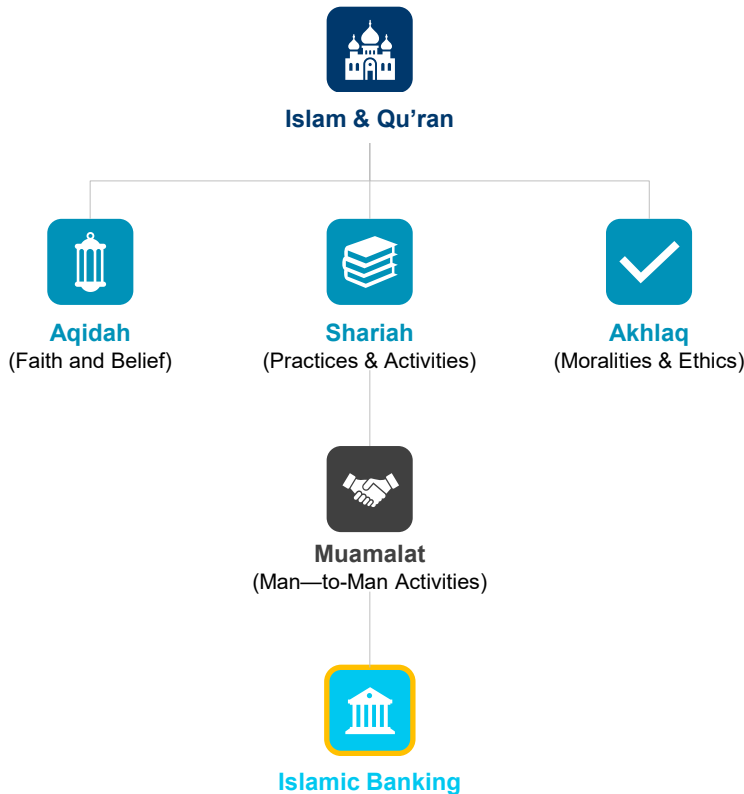 Islam & Qu’ran
Aqidah
(Faith and Belief)
Shariah
(Practices & Activities)
Akhlaq
(Moralities & Ethics)
Muamalat
(Man—to-Man Activities)
Islamic Banking